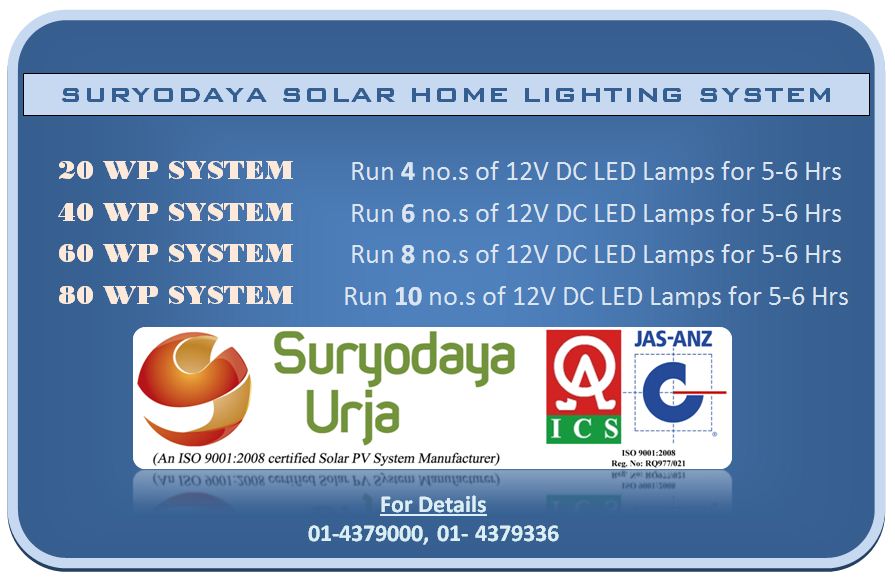 SURYODAYA SOLAR HOME LIGHTING SYSTEM
20 WP SYSTEM Run 4 no.s of 12V DC LED Lamps for 5-6 Hrs
40 WP SYSTEM Run 6 no.s of 12V DC LED Lamps for 5-6 Hrs
60 WP SYSTEM Run 8 no.s of 12V DC LED Lamps for 5-6 Hrs
80 WP SYSTEM Run 10 no.s of 12V DC LED Lamps for 5-6 Hrs
Suryodaya
Urja
(An ISO 9001:2008 certified Solar PV System Manufacturer)
ICS
JAS-ANZ
®
ISO 9001:2008
Reg. No: RQ977/021
For Details
01-4379000, 01- 4379336